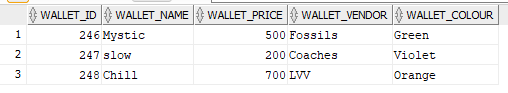 WALLET_ID WALLET_NAME WALLET_PRICE WALLET_VENDOR WALLET_COLOUR
1 246 Mystic 500 Fossils Green
2 247 slow 200 Coaches Violet
3 248 Chill 700 LVV Orange